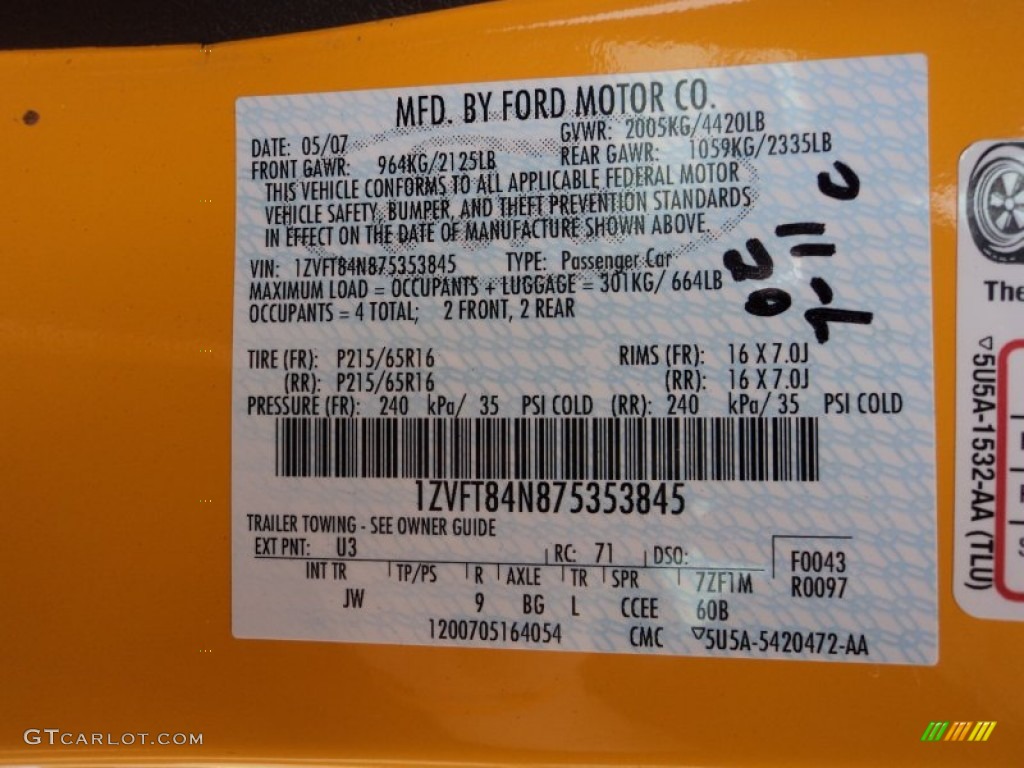 MFD. BY FORD MOTOR CO.
DATE: 05/07
GVWR: 2005KG/4420LB
FRONT GAWR: 964KG/2125LB
REAR GAWR: 1059KG/2335LB
THIS VEHICLE CONFORMS TO ALL APPLICABLE FEDERAL MOTOR
VEHICLE SAFETY, BUMPER, AND THEFT PREVENTION STANDARDS
IN EFFECT ON THE DATE OF MANUFACTURE SHOWN ABOVE.
VIN: 1ZVFT84N875353845 TYPE: Passenger Car
MAXIMUM LOAD = OCCUPANTS + LUGGAGE = 301KG/ 664LB
OCCUPANTS = 4 TOTAL; 2 FRONT, 2 REAR
TIRE (FR): P215/65R16 RIMS (FR): 16 X 7.0J
(RR): P215/65R16 (RR): 16 X 7.0J
PRESSURE (FR): 240 kPa/ 35 PSI COLD (RR): 240 kPa/ 35 PSI COLD
1ZVFT84N875353845
TRAILER TOWING - SEE OWNER GUIDE
EXT PNT: U3 RC: 71 DSO:
F0043
R0097
INT TR TP/PS R AXLE TR SPR 7ZF1M
JW 9 BG L CCEE 60B
1200705164054 CMC ▽5U5A-5420472-AA
The
▽5U5A-1532-AA (TLU)
GTCARLOT.COM